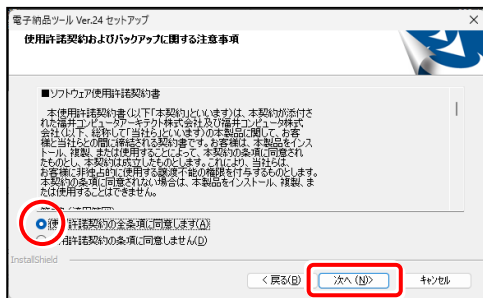 電子納品ツール Ver.24 セットアップ
使用許諾契約およびバックアップに関する注意事項
■ソフトウェア使用許諾契約書
本使用許諾契約書(以下「本契約」といいます)は、本契約が添付さ
れた福井コンピュータアーキテクト株式会社及び福井コンピュータ株式
会社(以下、総称して「当社ら」といいます)の本製品に関して、お客
様と当社らとの間に締結される契約書です。お客様は、本製品をインス
トール、複製、または使用することによって、本契約の条項に同意され
たものとし、本契約は成立したものとします。これにより、当社らは、
お客様に非独占的に使用する譲渡不能の権限を付与するものとします。
本契約の条項に同意されない場合は、本製品をインストール、複製、ま
たは使用することはできません。
使用許諾契約の全条項に同意します(A)
用許諾契約の条項に同意しません(D)
InstallShield
< 戻る(B)
次へ (N)>
キャンセル